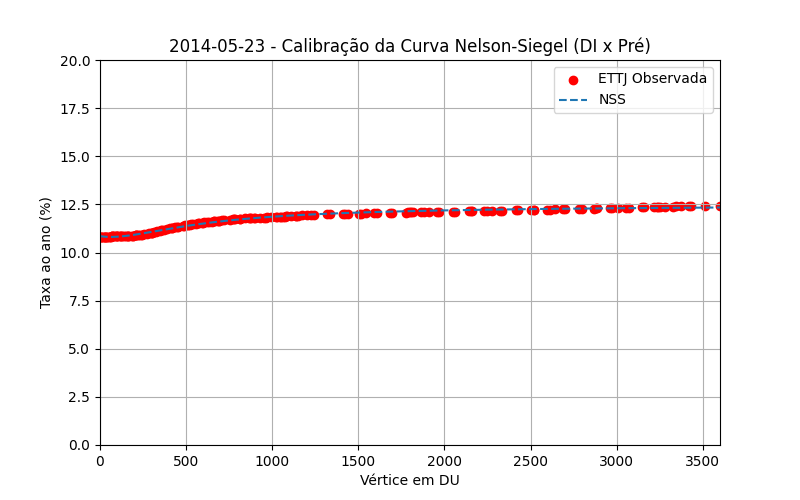 2014-05-23 - Calibração da Curva Nelson-Siegel (DI x Pré)
20.0
17.5
15.0
12.5
10.0
7.5
5.0
2.5
0.0
Taxa ao ano (%)
ETTJ Observada
NSS
0 500 1000 1500 2000 2500 3000 3500
Vértice em DU